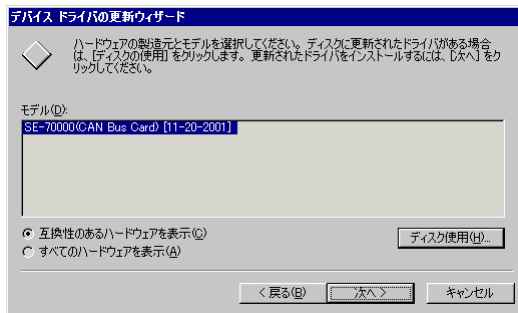 デバイス ドライバの更新ウィザード
ハードウェアの製造元とモデルを選択してください。ディスクに更新されたドライバがある場合
は、[ディスクの使用] をクリックします。更新されたドライバをインストールするには、[次へ] をク
リックしてください。
モデル(D):
SE-70000(CAN Bus Card) [11-20-2001]
互換性のあるハードウェアを表示(C)
すべてのハードウェアを表示(A)
ディスク使用(H)...
< 戻る(B)
次へ >
キャンセル